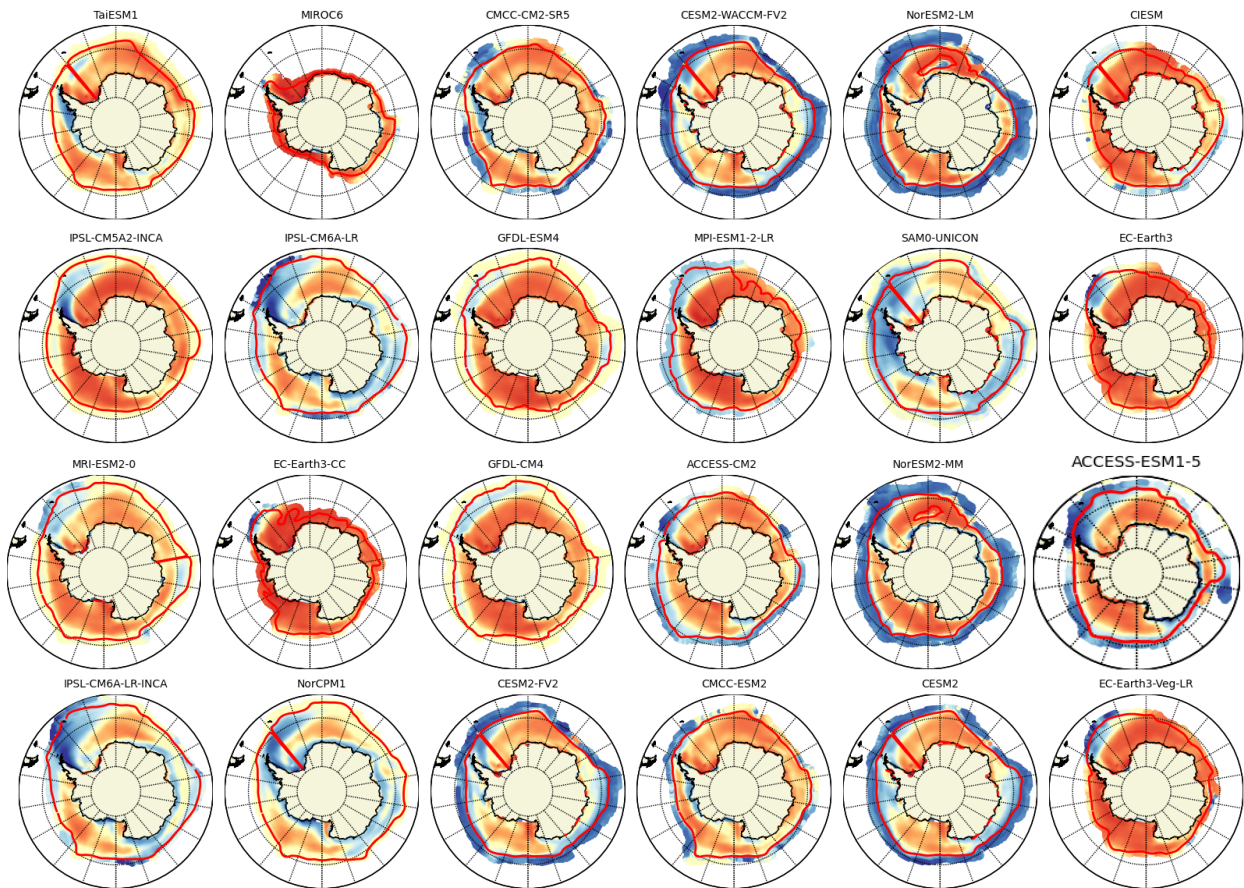 TaiESM1
MIROC6
CMCC-CM2-SR5
CESM2-WACCM-FV2
NorESM2-LM
CIESM
IPSL-CM5A2-INCA
IPSL-CM6A-LR
GFDL-ESM4
MPI-ESM1-2-LR
SAM0-UNICON
EC-Earth3
MRI-ESM2-0
EC-Earth3-CC
GFDL-CM4
ACCESS-CM2
NorESM2-MM
ACCESS-ESM1-5
IPSL-CM6A-LR-INCA
NorCPM1
CESM2-FV2
CMCC-ESM2
CESM2
EC-Earth3-Veg-LR